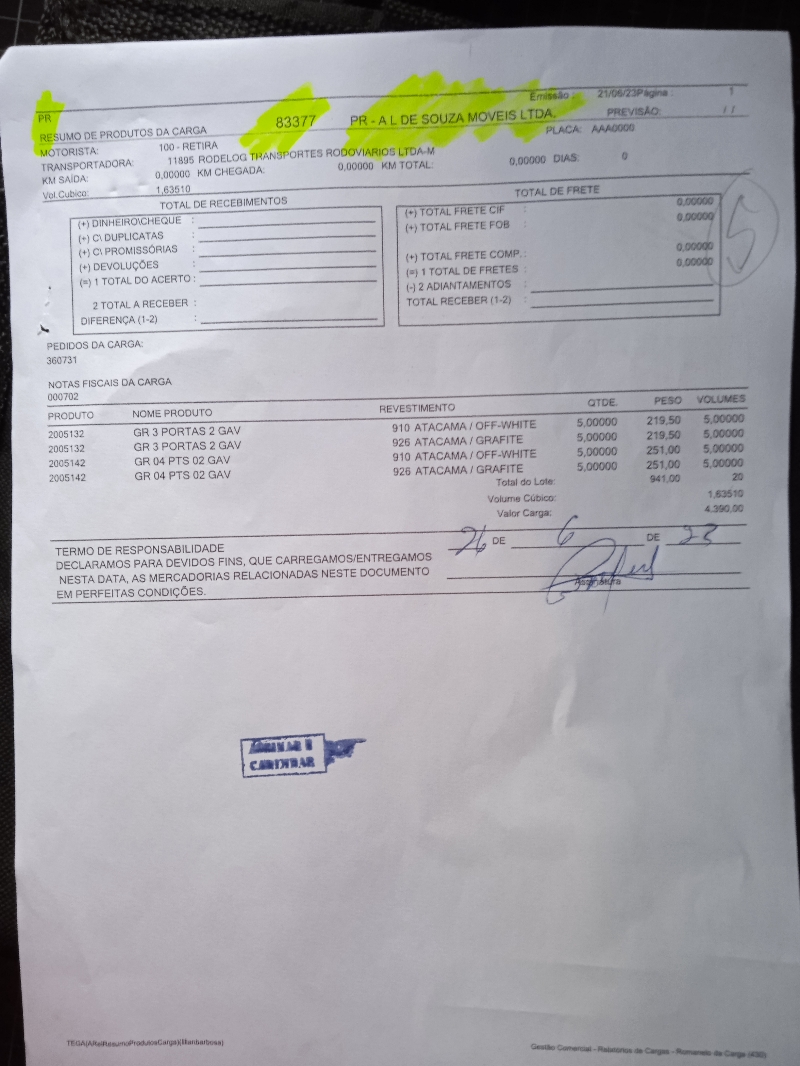 Emissão : 21/06/23 Página : 1
PR 83377 PR - A L DE SOUZA MOVEIS LTDA. PREVISÃO: / /
RESUMO DE PRODUTOS DA CARGA PLACA: AAA0000
MOTORISTA: 100 - RETIRA
TRANSPORTADORA: 11895 RODELOG TRANSPORTES RODOVIARIOS LTDA-M
KM SAÍDA: 0,00000 KM CHEGADA: 0,00000 KM TOTAL: 0,00000 DIAS: 0
Vol.Cubico: 1,63510
TOTAL DE RECEBIMENTOS
(+) DINHEIRO\CHEQUE :
(+) C\ DUPLICATAS :
(+) C\ PROMISSÓRIAS :
(+) DEVOLUÇÕES :
(=) 1 TOTAL DO ACERTO :
2 TOTAL A RECEBER :
DIFERENÇA (1-2) :
TOTAL DE FRETE
(+) TOTAL FRETE CIF : 0,00000
(+) TOTAL FRETE FOB : 0,00000
(+) TOTAL FRETE COMP.: 0,00000
(=) 1 TOTAL DE FRETES : 0,00000
(-) 2 ADIANTAMENTOS :
TOTAL RECEBER (1-2) :
5
PEDIDOS DA CARGA:
360731
NOTAS FISCAIS DA CARGA
000702
PRODUTO NOME PRODUTO REVESTIMENTO QTDE. PESO VOLUMES
2005132 GR 3 PORTAS 2 GAV 910 ATACAMA / OFF-WHITE 5,00000 219,50 5,00000
2005132 GR 3 PORTAS 2 GAV 926 ATACAMA / GRAFITE 5,00000 219,50 5,00000
2005142 GR 04 PTS 02 GAV 910 ATACAMA / OFF-WHITE 5,00000 251,00 5,00000
2005142 GR 04 PTS 02 GAV 926 ATACAMA / GRAFITE 5,00000 251,00 5,00000
Total do Lote: 941,00 20
Volume Cúbico: 1,63510
Valor Carga: 4.390,00
26 DE 6 DE 23
TERMO DE RESPONSABILIDADE
DECLARAMOS PARA DEVIDOS FINS, QUE CARREGAMOS/ENTREGAMOS
NESTA DATA, AS MERCADORIAS RELACIONADAS NESTE DOCUMENTO
EM PERFEITAS CONDIÇÕES.
Assinatura
CARIMBAR
TEGA(ARelResumoProdutosCarga)(lilianbarbosa)
Gestão Comercial - Relatórios de Cargas - Romaneio da Carga (430)